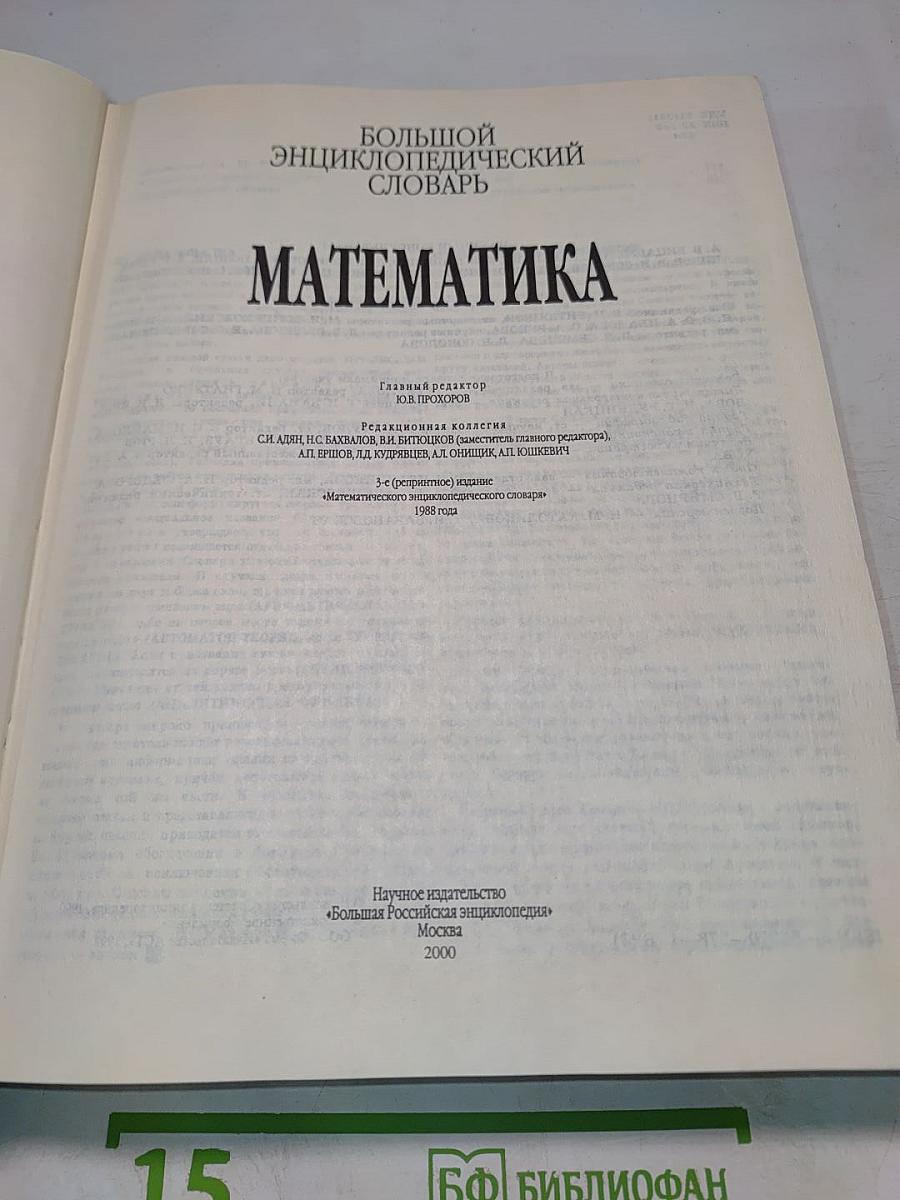 БОЛЬШОЙ
ЭНЦИКЛОПЕДИЧЕСКИЙ
СЛОВАРЬ
МАТЕМАТИКА
Главный редактор
Ю.В. ПРОХОРОВ
Редакционная коллегия
С.И. АДЯН, Н.С. БАХВАЛОВ, В.И. БИТЮЦКОВ (заместитель главного редактора),
А.П. ЕРШОВ, Л.Д. КУДРЯВЦЕВ, А.Л. ОНИЩИК, А.П. ЮШКЕВИЧ
3-е (репринтное) издание
«Математического энциклопедического словаря»
1988 года
Научное издательство
«Большая Российская энциклопедия»
Москва
2000
15
БФ БИБЛИОФАН